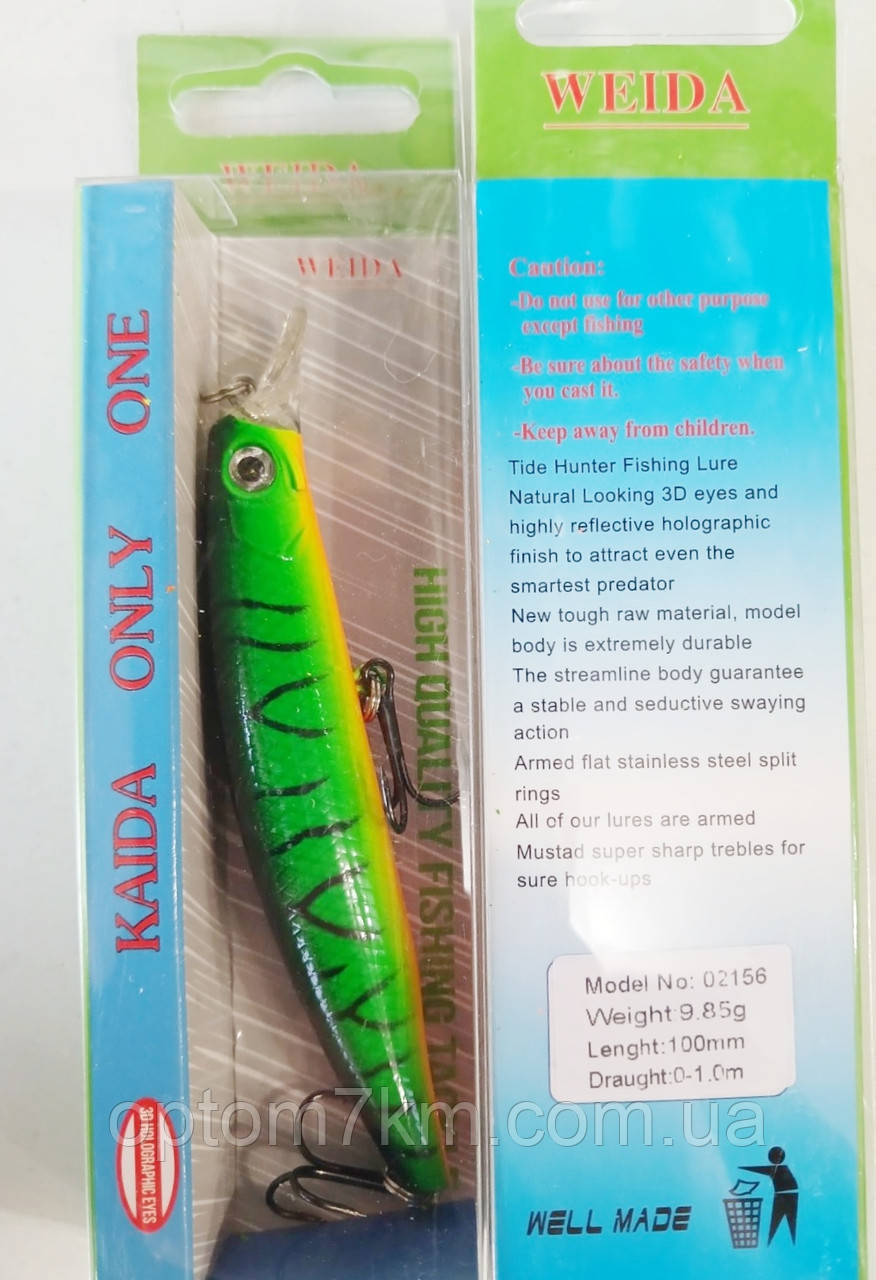 WEIDA
WEIDA
KAIDA ONLY ONE
HIGH QUALITY FISHING
3D HOLOGRAPHIC EYES
WEIDA
Caution:
-Do not use for other purpose
except fishing
-Be sure about the safety when
you cast it.
-Keep away from children.
Tide Hunter Fishing Lure
Natural Looking 3D eyes and
highly reflective holographic
finish to attract even the
smartest predator
New tough raw material, model
body is extremely durable
The streamline body guarantee
a stable and seductive swaying
action
Armed flat stainless steel split
rings
All of our lures are armed
Mustad super sharp trebles for
sure hook-ups
Model No: 02156
Weight:9.85g
Lenght:100mm
Draught:0-1.0m
optom7km.com.ua
WELL MADE